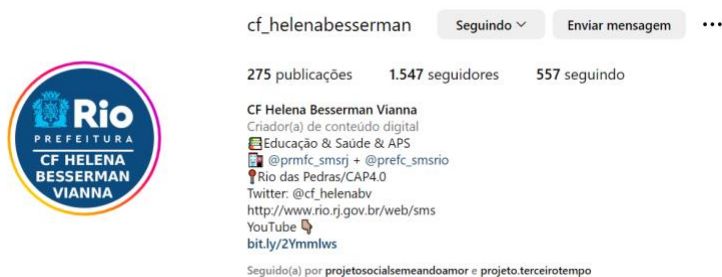 cf_helenabesserman Seguindo Enviar mensagem
275 publicações 1.547 seguidores 557 seguindo
CF Helena Besserman Vianna
Criador(a) de conteúdo digital
Educação & Saúde & APS
@prmfc_smsrj + @prefc_smsrio
Rio das Pedras/CAP4.0
Twitter: @cf_helenabv
http://www.rio.rj.gov.br/web/sms
YouTube
bit.ly/2Ymmlws
Seguido(a) por projetosocialsemeandoamor e projeto.terceirotempo
Rio
PREFEITURA
CF HELENA
BESSERMAN
VIANNA